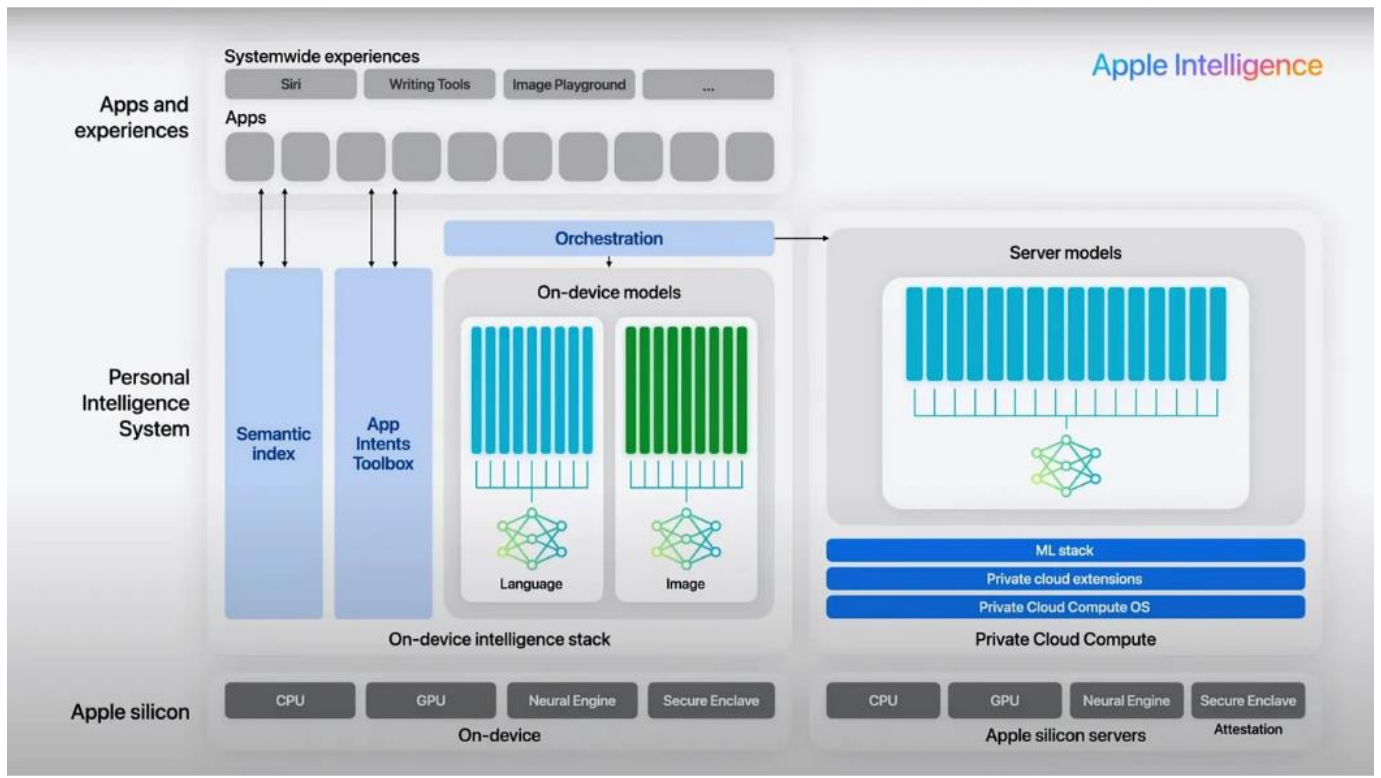 Apple Intelligence
Apps and
experiences
Systemwide experiences
Siri
Writing Tools
Image Playground
...
Apps
Personal
Intelligence
System
Semantic
index
App
Intents
Toolbox
Orchestration
On-device models
Language
Image
On-device intelligence stack
Server models
ML stack
Private cloud extensions
Private Cloud Compute OS
Private Cloud Compute
Apple silicon
CPU
GPU
Neural Engine
Secure Enclave
On-device
CPU
GPU
Neural Engine
Secure Enclave
Apple silicon servers
Attestation